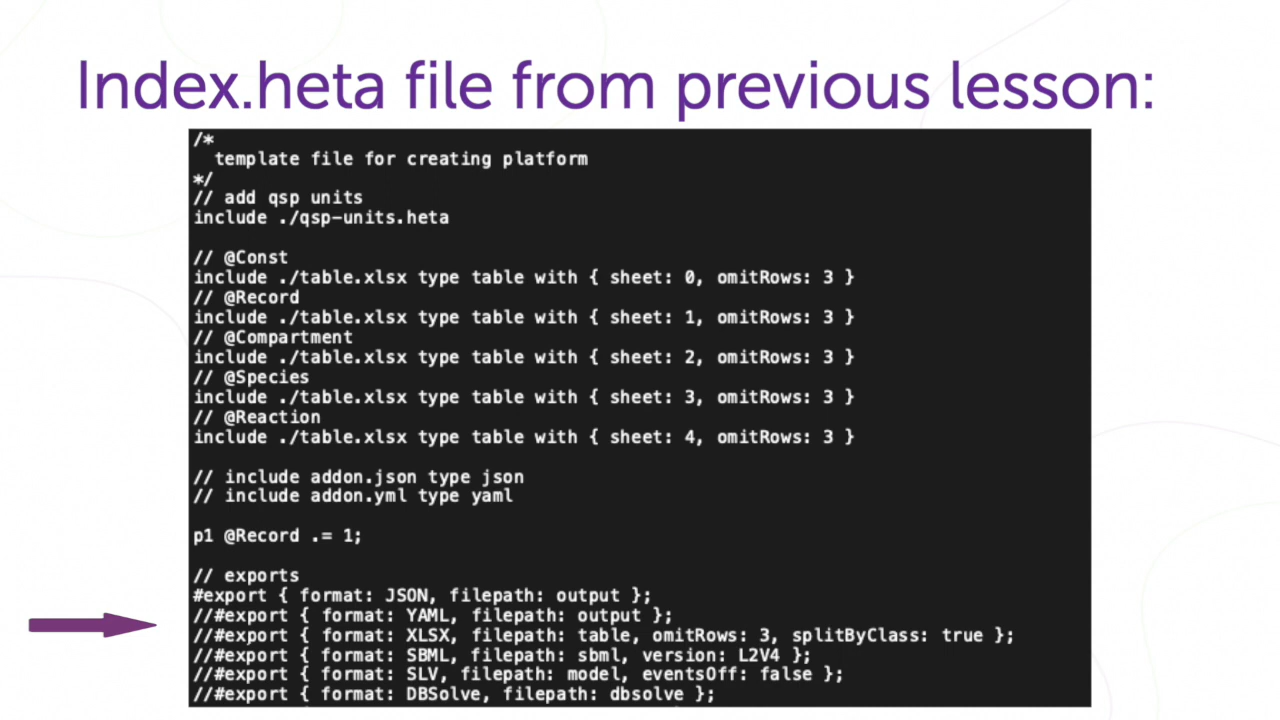 Index.heta file from previous lesson:
/*
  template file for creating platform
*/
// add qsp units
include ./qsp-units.heta

// @Const
include ./table.xlsx type table with { sheet: 0, omitRows: 3 }
// @Record
include ./table.xlsx type table with { sheet: 1, omitRows: 3 }
// @Compartment
include ./table.xlsx type table with { sheet: 2, omitRows: 3 }
// @Species
include ./table.xlsx type table with { sheet: 3, omitRows: 3 }
// @Reaction
include ./table.xlsx type table with { sheet: 4, omitRows: 3 }

// include addon.json type json
// include addon.yml type yaml

p1 @Record .= 1;

// exports
#export { format: JSON, filepath: output };
//#export { format: YAML, filepath: output };
//#export { format: XLSX, filepath: table, omitRows: 3, splitByClass: true };
//#export { format: SBML, filepath: sbml, version: L2V4 };
//#export { format: SLV, filepath: model, eventsOff: false };
//#export { format: DBSolve, filepath: dbsolve };